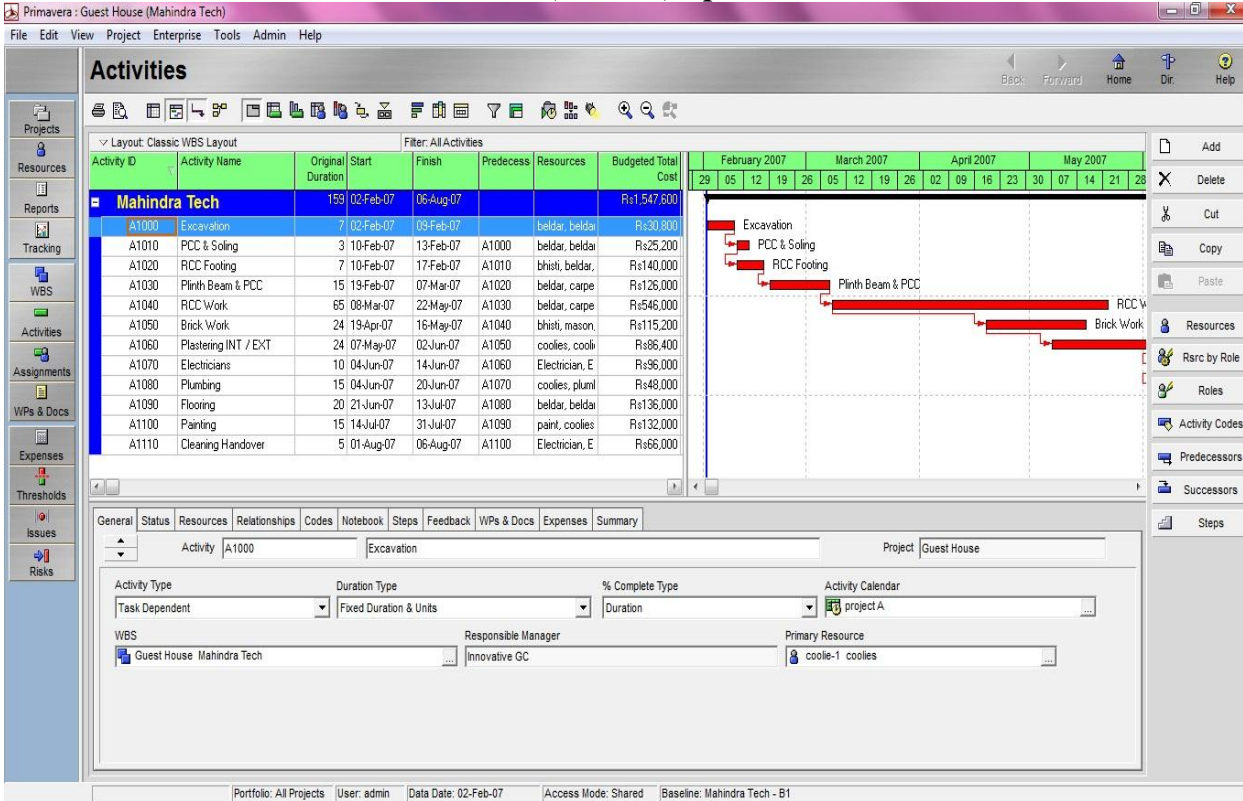 Primavera : Guest House (Mahindra Tech)
File Edit View Project Enterprise Tools Admin Help
Activities
Back Forward Home Dir. Help
Projects
Resources
Reports
Tracking
WBS
Activities
Assignments
WPs & Docs
Expenses
Thresholds
Issues
Risks
Layout: Classic WBS Layout Filter: All Activities
Activity ID Activity Name Original Duration Start Finish Predecess Resources Budgeted Total Cost
Mahindra Tech 159 02-Feb-07 06-Aug-07 Rs1,547,600
A1000 Excavation 7 02-Feb-07 09-Feb-07 beldar, beldar Rs30,800
A1010 PCC & Soling 3 10-Feb-07 13-Feb-07 A1000 beldar, beldar Rs25,200
A1020 RCC Footing 7 10-Feb-07 17-Feb-07 A1010 bhisti, beldar, Rs140,000
A1030 Plinth Beam & PCC 15 19-Feb-07 07-Mar-07 A1020 beldar, carpe Rs126,000
A1040 RCC Work 65 08-Mar-07 22-May-07 A1030 beldar, carpe Rs546,000
A1050 Brick Work 24 19-Apr-07 16-May-07 A1040 bhisti, mason, Rs115,200
A1060 Plastering INT / EXT 24 07-May-07 02-Jun-07 A1050 coolies, cooli Rs86,400
A1070 Electricians 10 04-Jun-07 14-Jun-07 A1060 Electrician, E Rs96,000
A1080 Plumbing 15 04-Jun-07 20-Jun-07 A1070 coolies, pluml Rs48,000
A1090 Flooring 20 21-Jun-07 13-Jul-07 A1080 beldar, beldar Rs136,000
A1100 Painting 15 14-Jul-07 31-Jul-07 A1090 paint, coolies Rs132,000
A1110 Cleaning Handover 5 01-Aug-07 06-Aug-07 A1100 Electrician, E Rs66,000
February 2007 March 2007 April 2007 May 2007
29 05 12 19 26 05 12 19 26 02 09 16 23 30 07 14 21 28
Excavation
PCC & Soling
RCC Footing
Plinth Beam & PCC
RCC W
Brick Work
Add
Delete
Cut
Copy
Paste
Resources
Rsrc by Role
Roles
Activity Codes
Predecessors
Successors
Steps
General Status Resources Relationships Codes Notebook Steps Feedback WPs & Docs Expenses Summary
Activity A1000 Excavation Project Guest House
Activity Type Duration Type % Complete Type Activity Calendar
Task Dependent Fixed Duration & Units Duration project A
WBS Responsible Manager Primary Resource
Guest House Mahindra Tech Innovative GC coolie-1 coolies
Portfolio: All Projects User: admin Data Date: 02-Feb-07 Access Mode: Shared Baseline: Mahindra Tech - B1